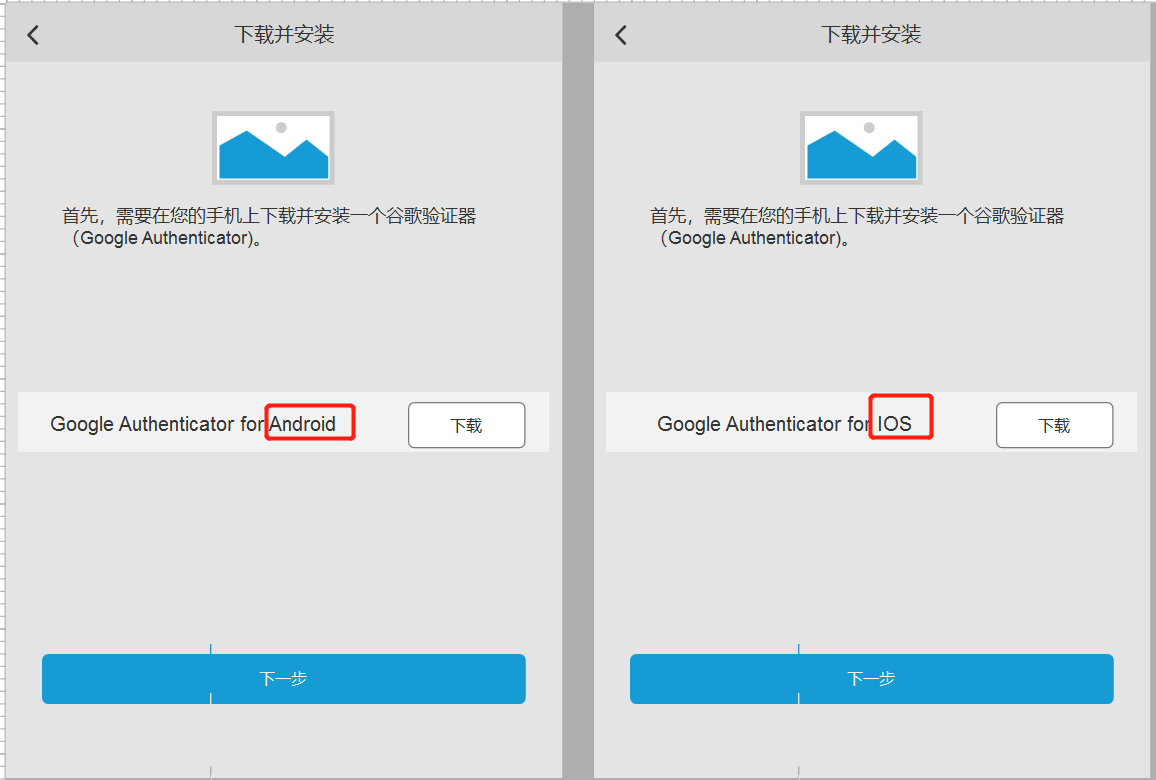 下载并安装
首先，需要在您的手机上下载并安装一个谷歌验证器
（Google Authenticator)。
Google Authenticator for Android
下载
下一步
下载并安装
首先，需要在您的手机上下载并安装一个谷歌验证器
（Google Authenticator)。
Google Authenticator for IOS
下载
下一步